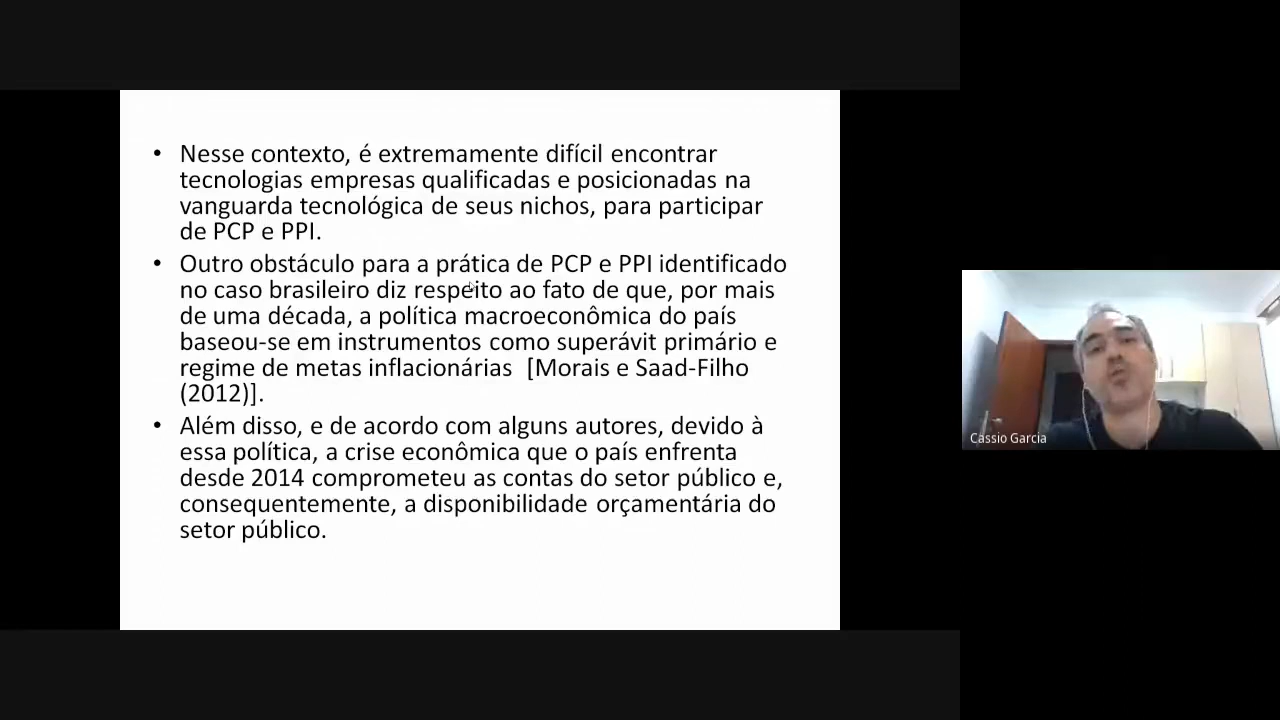 • Nesse contexto, é extremamente difícil encontrar
tecnologias empresas qualificadas e posicionadas na
vanguarda tecnológica de seus nichos, para participar
de PCP e PPI.
• Outro obstáculo para a prática de PCP e PPI identificado
no caso brasileiro diz respeito ao fato de que, por mais
de uma década, a política macroeconômica do país
baseou-se em instrumentos como superávit primário e
regime de metas inflacionárias  [Morais e Saad-Filho
(2012)].
• Além disso, e de acordo com alguns autores, devido à
essa política, a crise econômica que o país enfrenta
desde 2014 comprometeu as contas do setor público e,
consequentemente, a disponibilidade orçamentária do
setor público.
Cassio Garcia